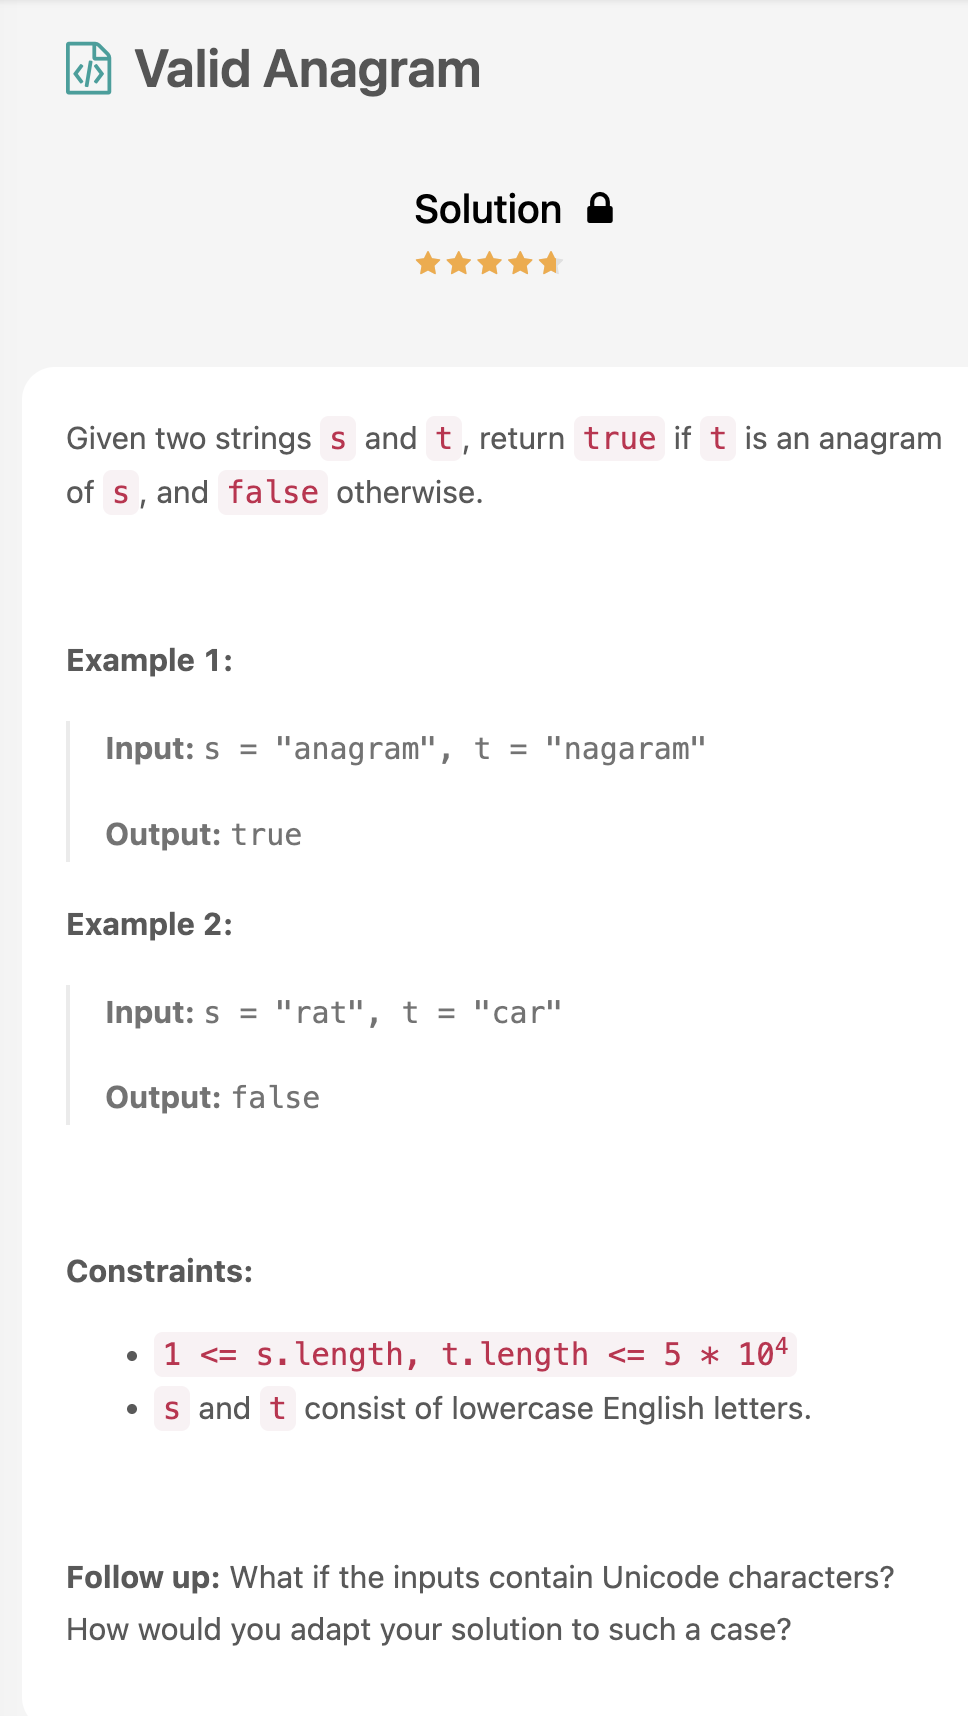 Valid Anagram
Solution
Given two strings s and t, return true if t is an anagram
of s, and false otherwise.
Example 1:
Input: s = "anagram", t = "nagaram"
Output: true
Example 2:
Input: s = "rat", t = "car"
Output: false
Constraints:
• 1 <= s.length, t.length <= 5 * 10⁴
• s and t consist of lowercase English letters.
Follow up: What if the inputs contain Unicode characters?
How would you adapt your solution to such a case?